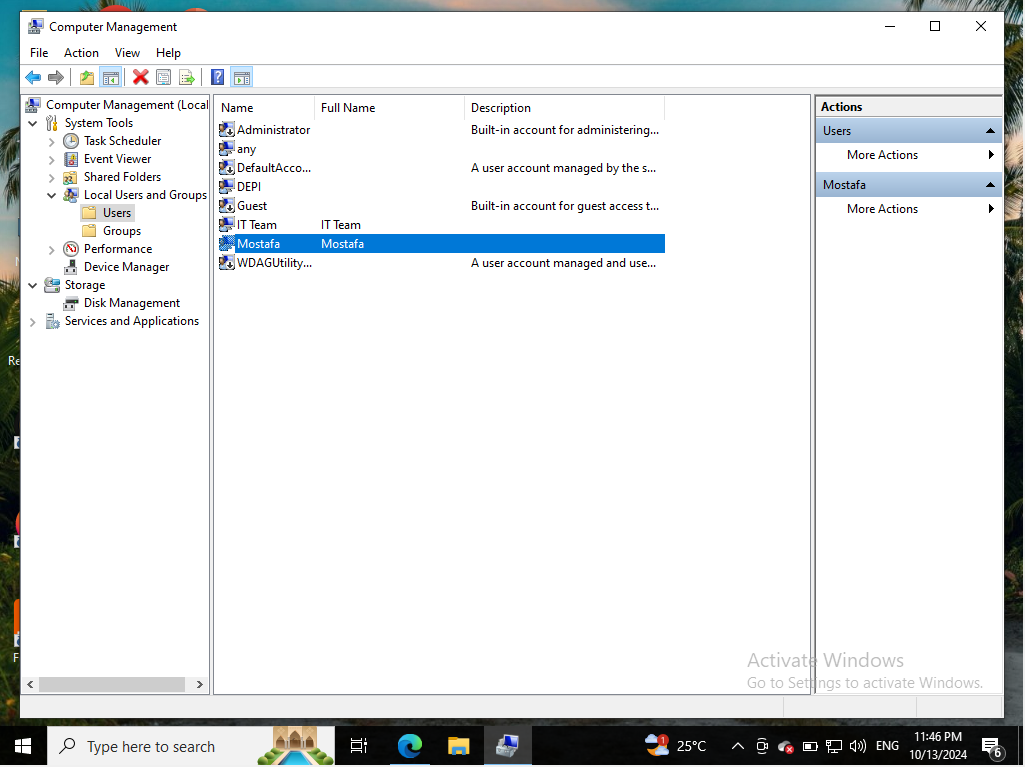 Computer Management
File Action View Help
Computer Management (Local
System Tools
Task Scheduler
Event Viewer
Shared Folders
Local Users and Groups
Users
Groups
Performance
Device Manager
Storage
Disk Management
Services and Applications
Name Full Name Description
Administrator Built-in account for administering...
any
DefaultAcco... A user account managed by the s...
DEPI
Guest Built-in account for guest access t...
IT Team IT Team
Mostafa Mostafa
WDAGUtility... A user account managed and use...
Actions
Users
More Actions
Mostafa
More Actions
Re
F
Activate Windows
Go to Settings to activate Windows.
Type here to search
1
25°C
ENG
11:46 PM
10/13/2024
6